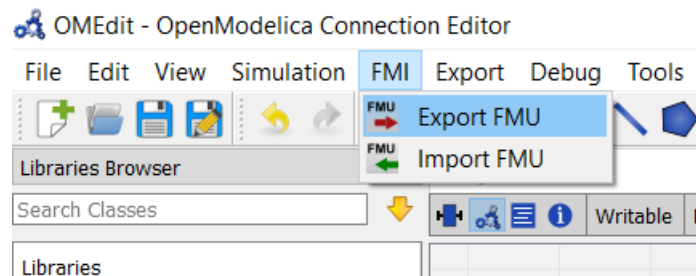 OMEdit - OpenModelica Connection Editor
File Edit View Simulation FMI Export Debug Tools
FMU Export FMU
FMU Import FMU
Libraries Browser
Search Classes
Writable
Libraries